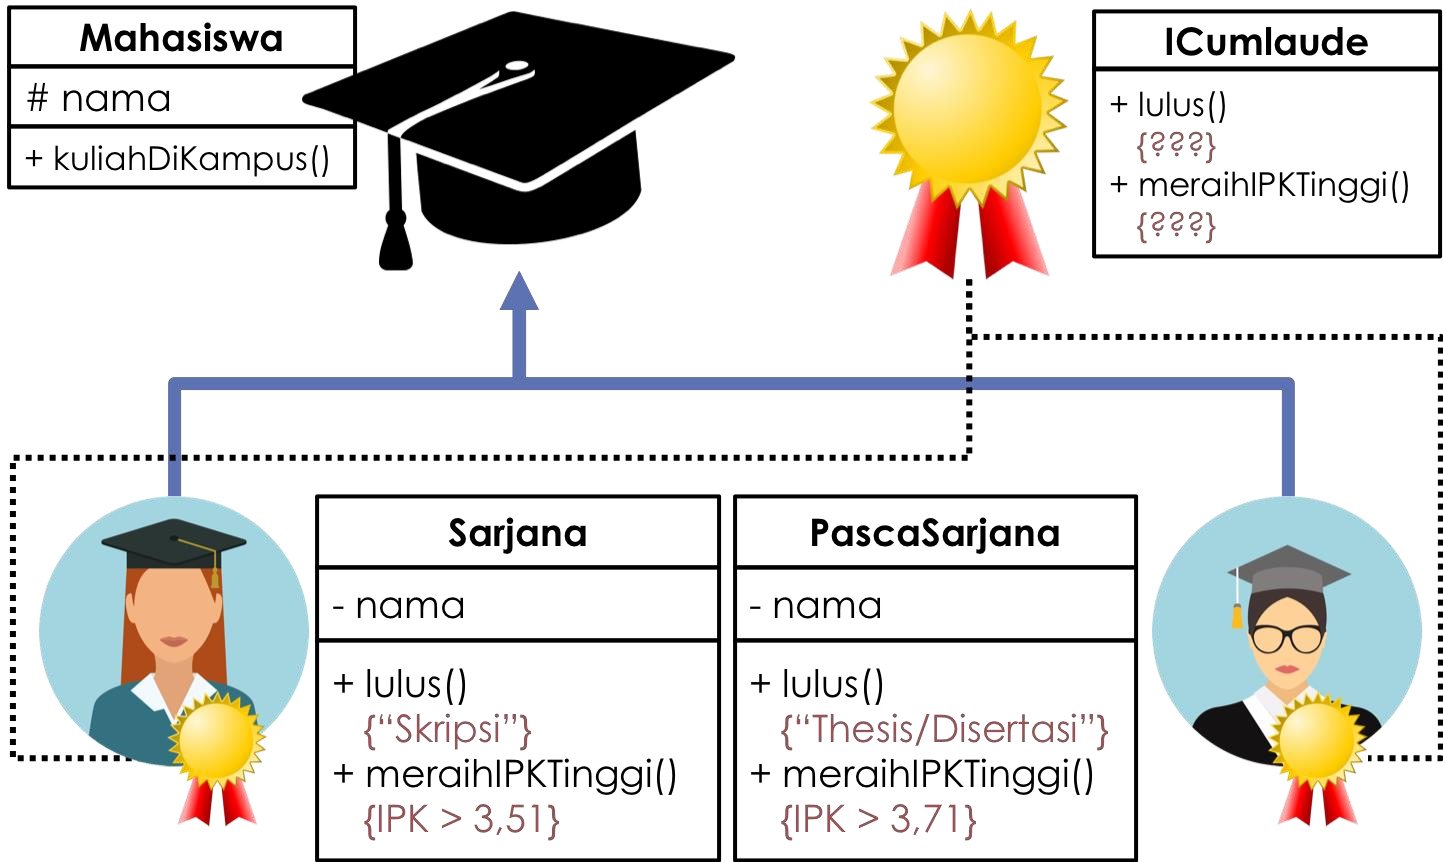 Mahasiswa
# nama
+ kuliahDiKampus()
ICumlaude
+ lulus()
{???}
+ meraihIPKTinggi()
{???}
Sarjana
- nama
+ lulus()
{“Skripsi”}
+ meraihIPKTinggi()
{IPK > 3,51}
PascaSarjana
- nama
+ lulus()
{“Thesis/Disertasi”}
+ meraihIPKTinggi()
{IPK > 3,71}